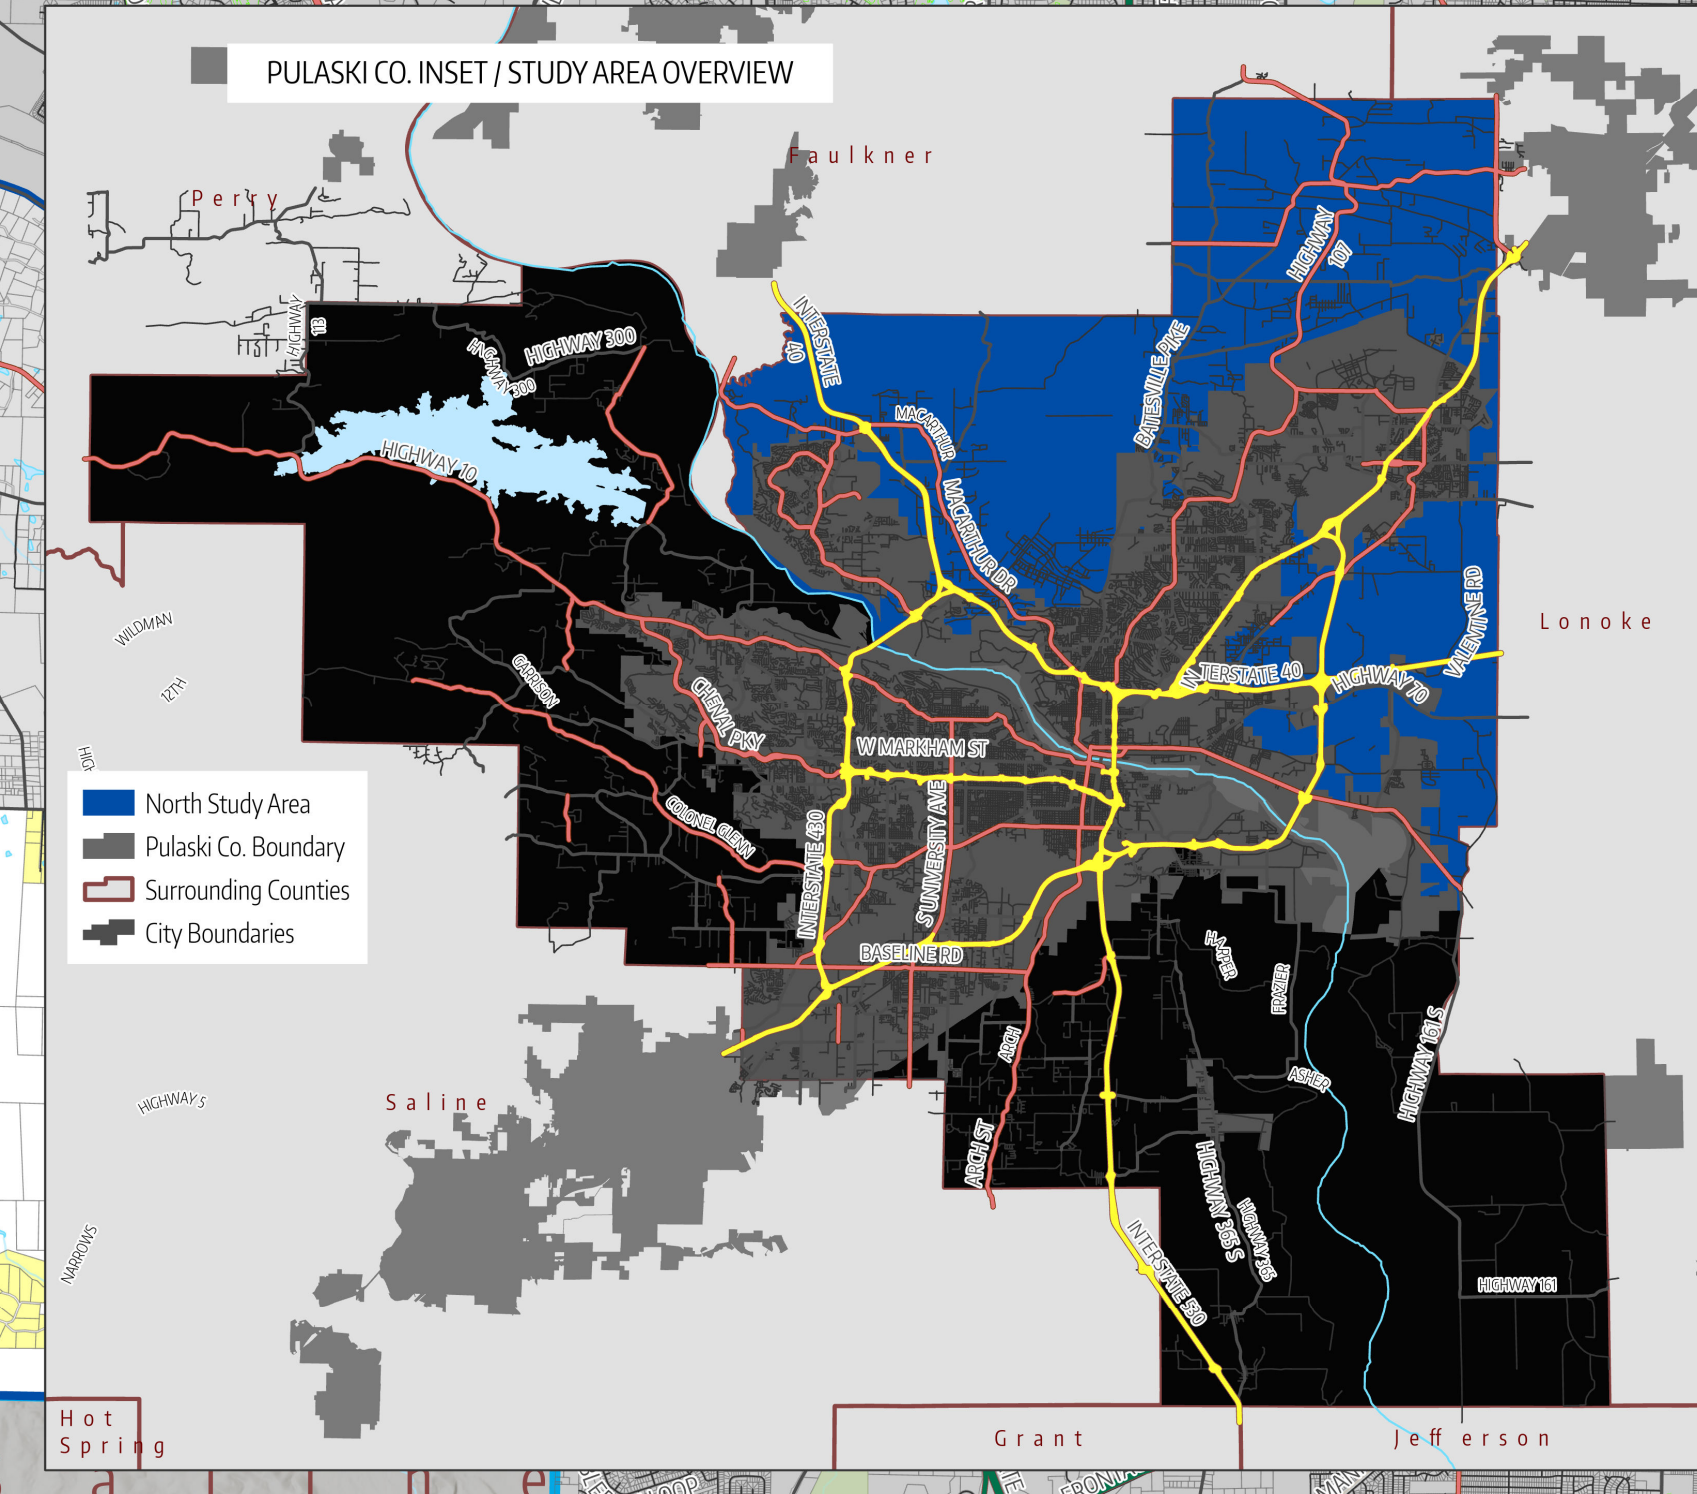 PULASKI CO. INSET / STUDY AREA OVERVIEW
Faulkner
Perry
HIGHWAY
107
HIGHWAY
113
INTERSTATE
40
HIGHWAY 300
HIGHWAY 300
BATESVILLE PIKE
MACARTHUR
HIGHWAY 10
MACARTHUR DR
VALENTINE RD
Lonoke
WILDMAN
12TH
GARRISON
INTERSTATE 40
HIGHWAY 70
CHENAL PKY
W MARKHAM ST
HIGH
North Study Area
Pulaski Co. Boundary
Surrounding Counties
City Boundaries
COLONEL GLENN
INTERSTATE 430
S UNIVERSITY AVE
BASELINE RD
HARPER
FRAZIER
ARCH
HIGHWAY 161 S
ASHER
Saline
HIGHWAY 5
ARCH ST
HIGHWAY 365 S
HIGHWAY 365
NARROWS
INTERSTATE 530
HIGHWAY 161
Hot
Spring
Grant
Jefferson
LOOP